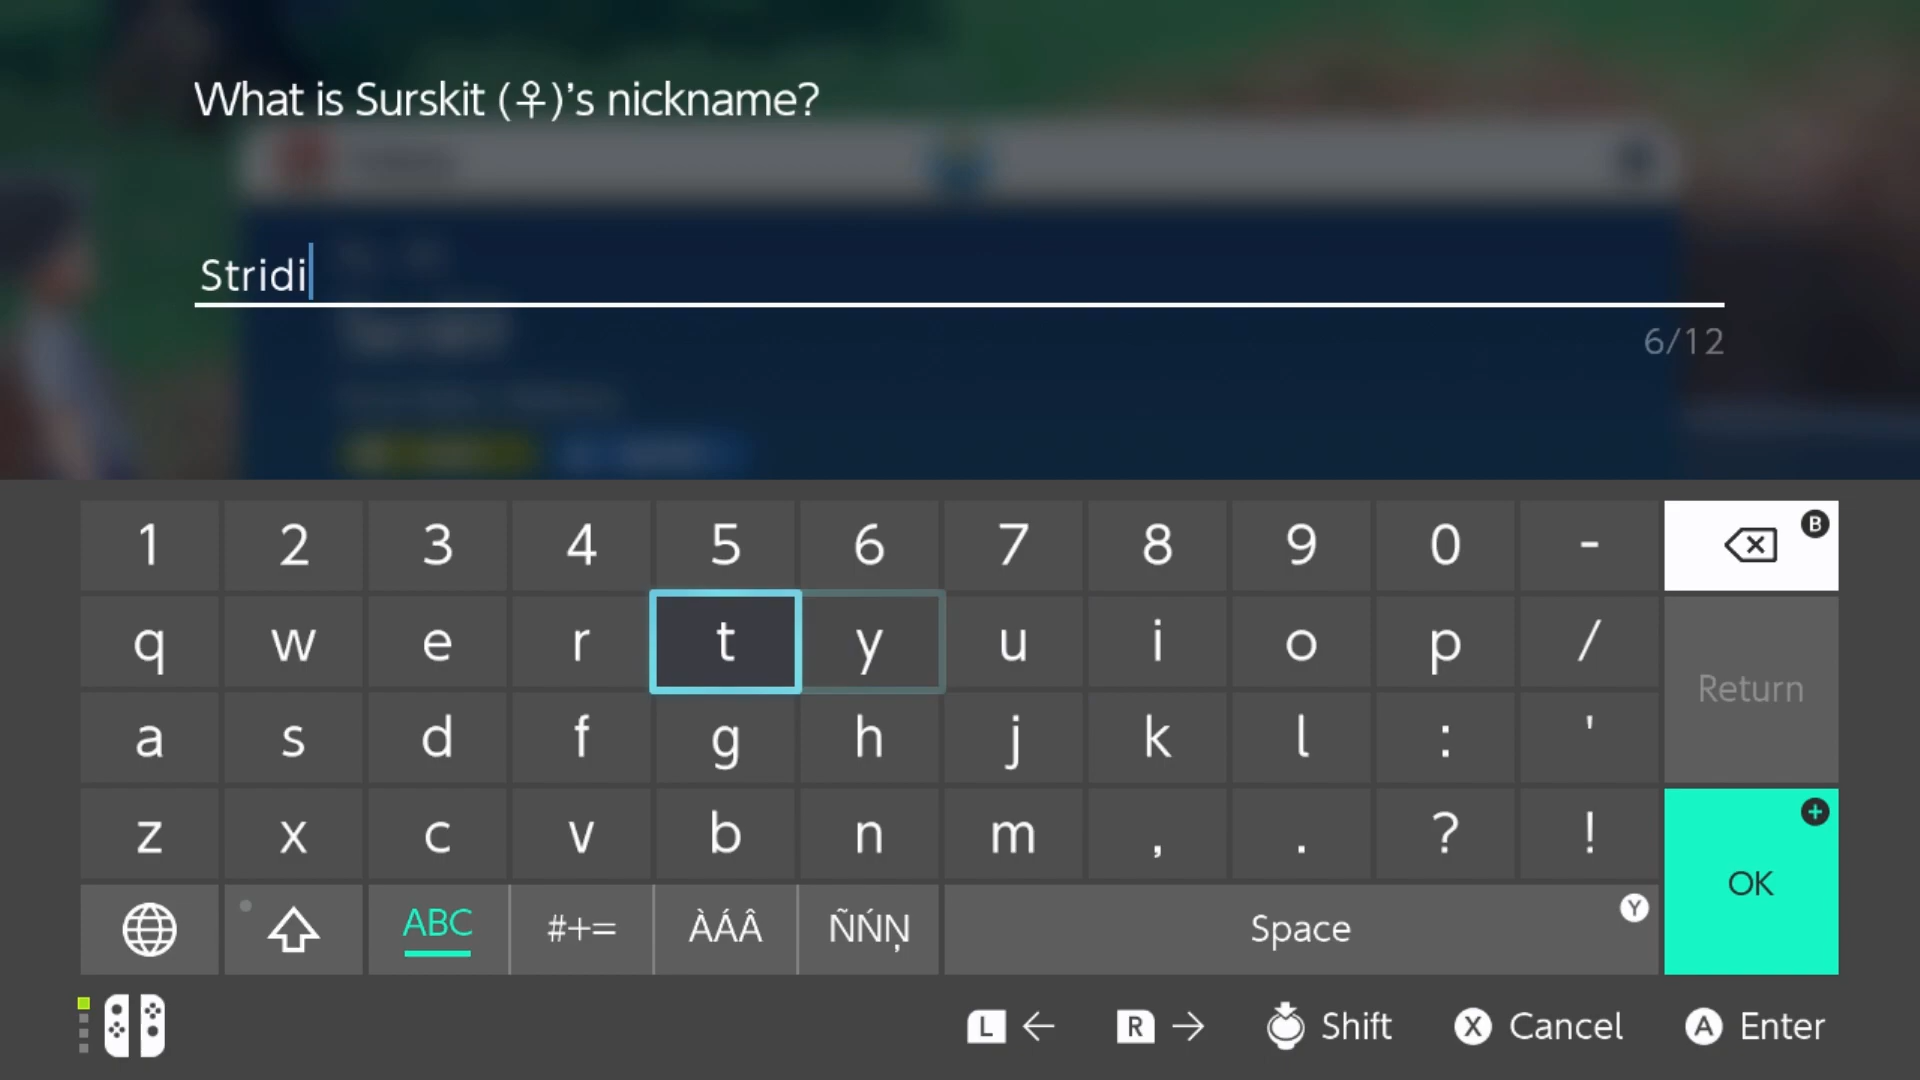 What is Surskit (♀)'s nickname?
Stridi
6/12
1 2 3 4 5 6 7 8 9 0 - B
q w e r t y u i o p /
Return
a s d f g h j k l : '
z x c v b n m , . ? ! +
OK
ABC #+= ÀÁÂ ÑŃŅ Space Y
L ← R → Shift X Cancel A Enter